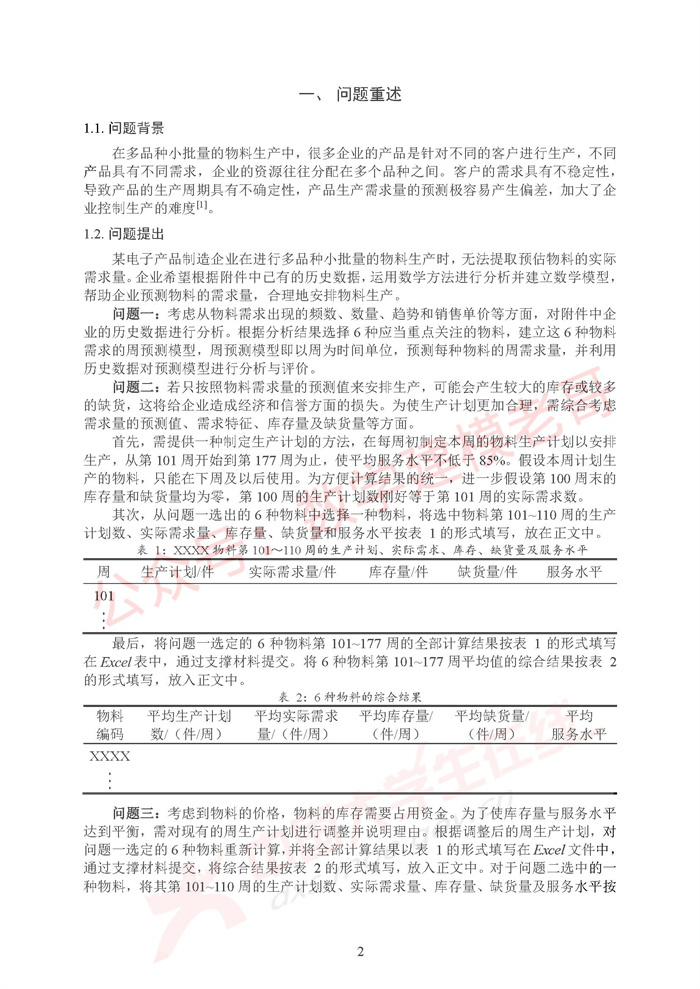 一、 问题重述
1.1. 问题背景
在多品种小批量的物料生产中，很多企业的产品是针对不同的客户进行生产，不同
产品具有不同需求，企业的资源往往分配在多个品种之间。客户的需求具有不稳定性，
导致产品的生产周期具有不确定性，产品生产需求量的预测极容易产生偏差，加大了企
业控制生产的难度[1]。
1.2. 问题提出
某电子产品制造企业在进行多品种小批量的物料生产时，无法提取预估物料的实际
需求量。企业希望根据附件中已有的历史数据，运用数学方法进行分析并建立数学模型，
帮助企业预测物料的需求量，合理地安排物料生产。
问题一：考虑从物料需求出现的频数、数量、趋势和销售单价等方面，对附件中企
业的历史数据进行分析。根据分析结果选择 6 种应当重点关注的物料，建立这 6 种物料
需求的周预测模型，周预测模型即以周为时间单位，预测每种物料的周需求量，并利用
历史数据对预测模型进行分析与评价。
问题二：若只按照物料需求量的预测值来安排生产，可能会产生较大的库存或较多
的缺货，这将给企业造成经济和信誉方面的损失。为使生产计划更加合理，需综合考虑
需求量的预测值、需求特征、库存量及缺货量等方面。
首先，需提供一种制定生产计划的方法，在每周初制定本周的物料生产计划以安排
生产，从第 101 周开始到第 177 周为止，使平均服务水平不低于 85%。假设本周计划生
产的物料，只能在下周及以后使用。为方便计算结果的统一，进一步假设第 100 周末的
库存量和缺货量均为零，第 100 周的生产计划数刚好等于第 101 周的实际需求数。
其次，从问题一选出的 6 种物料中选择一种物料，将选中物料第 101~110 周的生产
计划数、实际需求量、库存量、缺货量和服务水平按表 1 的形式填写，放在正文中。
表 1：XXXX 物料第 101～110 周的生产计划、实际需求、库存、缺货量及服务水平
周 生产计划/件 实际需求量/件 库存量/件 缺货量/件 服务水平
101
⋮
最后，将问题一选定的 6 种物料第 101~177 周的全部计算结果按表 1 的形式填写
在 Excel 表中，通过支撑材料提交。将 6 种物料第 101~177 周平均值的综合结果按表 2
的形式填写，放入正文中。
表 2：6 种物料的综合结果
物料 平均生产计划 平均实际需求 平均库存量/ 平均缺货量/ 平均
编码 数/（件/周） 量/（件/周） （件/周） （件/周） 服务水平
XXXX
⋮
问题三：考虑到物料的价格，物料的库存需要占用资金。为了使库存量与服务水平
达到平衡，需对现有的周生产计划进行调整并说明理由。根据调整后的周生产计划，对
问题一选定的 6 种物料重新计算，并将全部计算结果以表 1 的形式填写在 Excel 文件中，
通过支撑材料提交，将综合结果按表 2 的形式填写，放入正文中。对于问题二选中的一
种物料，将其第 101~110 周的生产计划数、实际需求量、库存量、缺货量及服务水平按
2